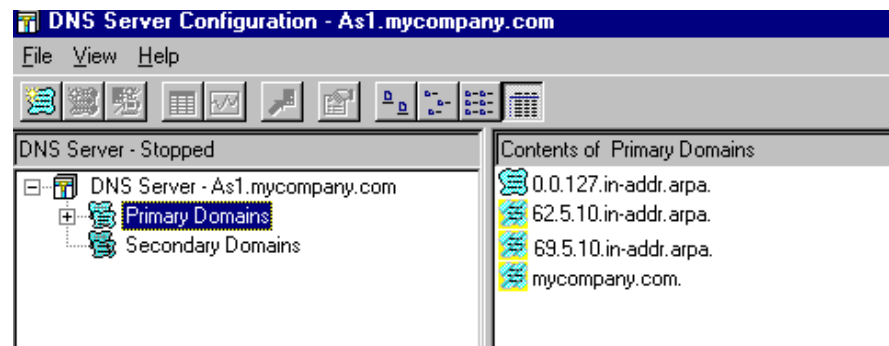 DNS Server Configuration - As1.mycompany.com
File View Help
DNS Server - Stopped
DNS Server - As1.mycompany.com
Primary Domains
Secondary Domains
Contents of Primary Domains
0.0.127.in-addr.arpa.
62.5.10.in-addr.arpa.
69.5.10.in-addr.arpa.
mycompany.com.